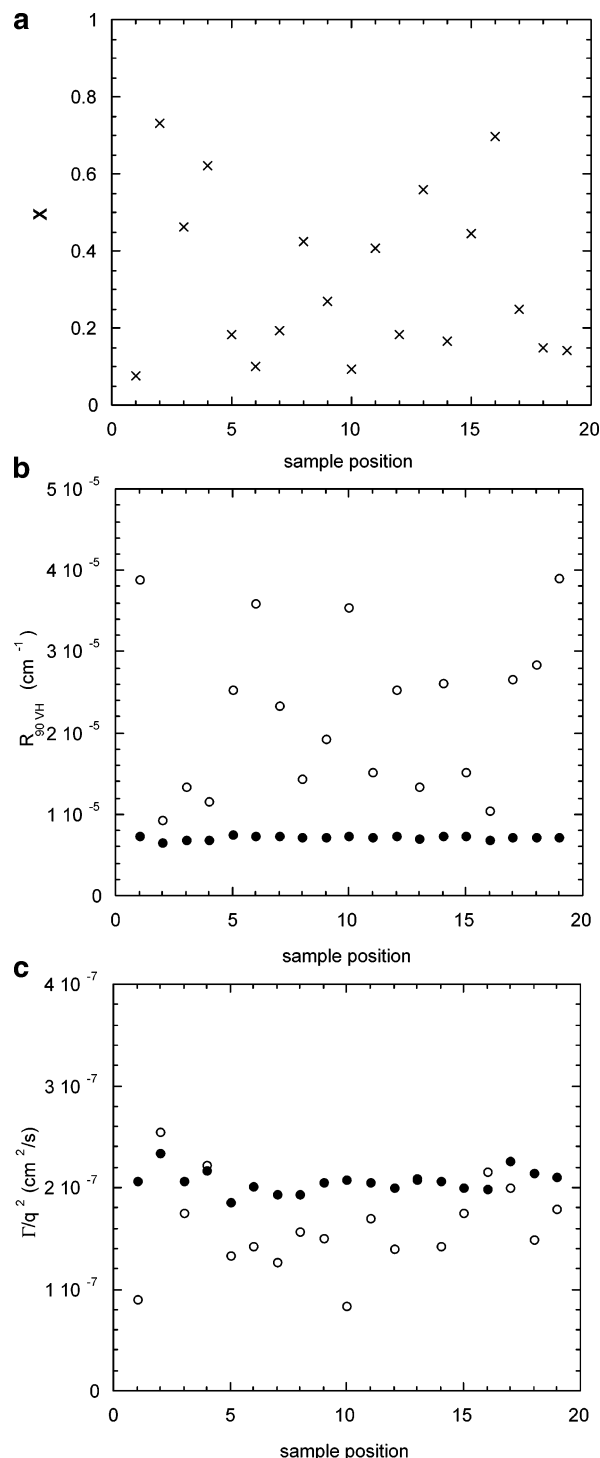 a
1
0.8
0.6
0.4
0.2
0
X
0 5 10 15 20
sample position
b
5 10 -5
4 10 -5
3 10 -5
2 10 -5
1 10 -5
0
R90 VH (cm -1)
0 5 10 15 20
sample position
c
4 10 -7
3 10 -7
2 10 -7
1 10 -7
0
Γ/q 2 (cm 2/s)
0 5 10 15 20
sample position